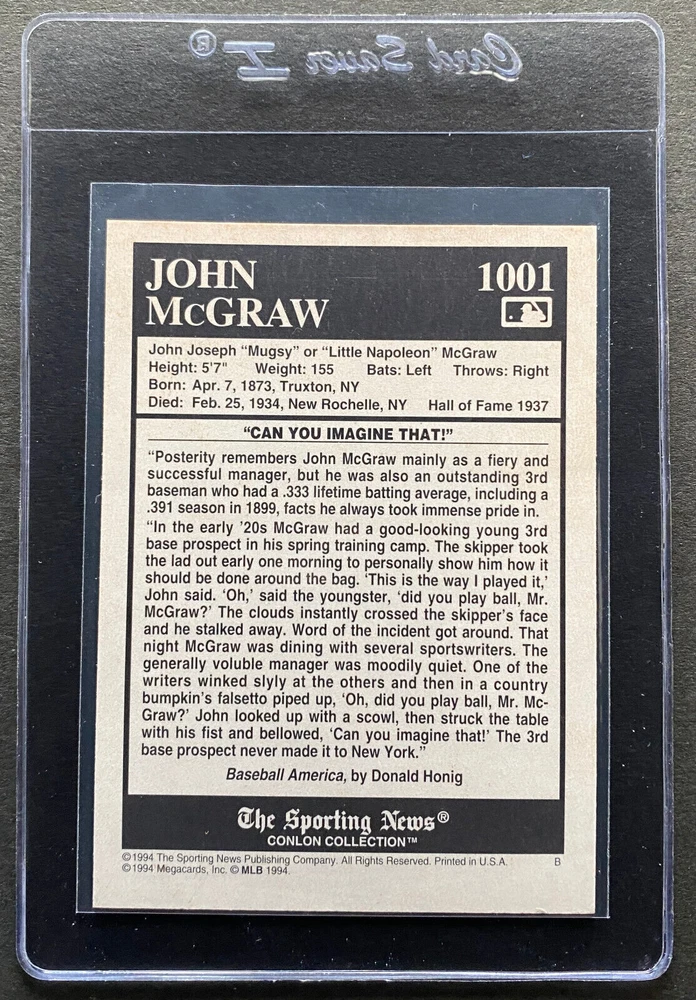 Card Saver I®
JOHN 1001
McGRAW
John Joseph “Mugsy” or “Little Napoleon” McGraw
Height: 5'7" Weight: 155 Bats: Left Throws: Right
Born: Apr. 7, 1873, Truxton, NY
Died: Feb. 25, 1934, New Rochelle, NY Hall of Fame 1937
“CAN YOU IMAGINE THAT!”
“Posterity remembers John McGraw mainly as a fiery and
successful manager, but he was also an outstanding 3rd
baseman who had a .333 lifetime batting average, including a
.391 season in 1899, facts he always took immense pride in.
“In the early ’20s McGraw had a good-looking young 3rd
base prospect in his spring training camp. The skipper took
the lad out early one morning to personally show him how it
should be done around the bag. ‘This is the way I played it,’
John said. ‘Oh,’ said the youngster, ‘did you play ball, Mr.
McGraw?’ The clouds instantly crossed the skipper’s face
and he stalked away. Word of the incident got around. That
night McGraw was dining with several sportswriters. The
generally voluble manager was moodily quiet. One of the
writers winked slyly at the others and then in a country
bumpkin’s falsetto piped up, ‘Oh, did you play ball, Mr. Mc-
Graw?’ John looked up with a scowl, then struck the table
with his fist and bellowed, ‘Can you imagine that!’ The 3rd
base prospect never made it to New York.”
Baseball America, by Donald Honig
The Sporting News®
CONLON COLLECTION™
©1994 The Sporting News Publishing Company. All Rights Reserved. Printed in U.S.A. B
©1994 Megacards, Inc. © MLB 1994.